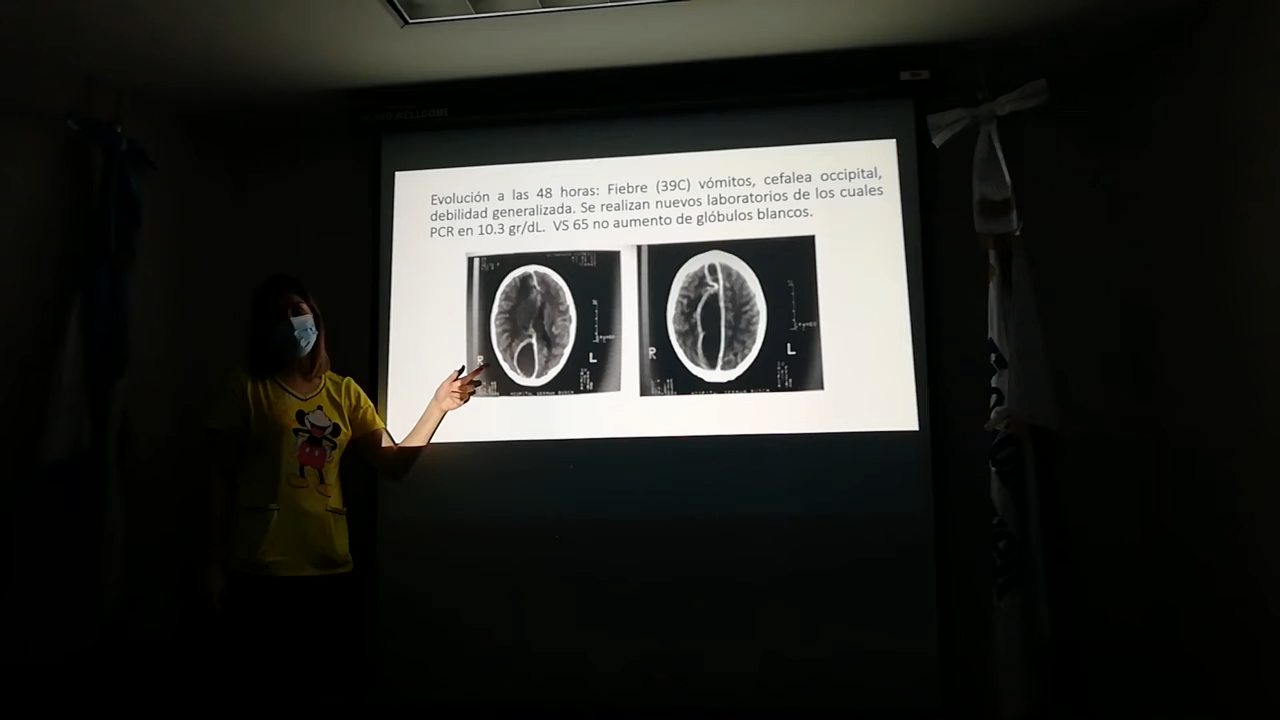 Evolución a las 48 horas: Fiebre (39C) vómitos, cefalea occipital,
debilidad generalizada. Se realizan nuevos laboratorios de los cuales
PCR en 10.3 gr/dL. VS 65 no aumento de glóbulos blancos.
R
L
R
L